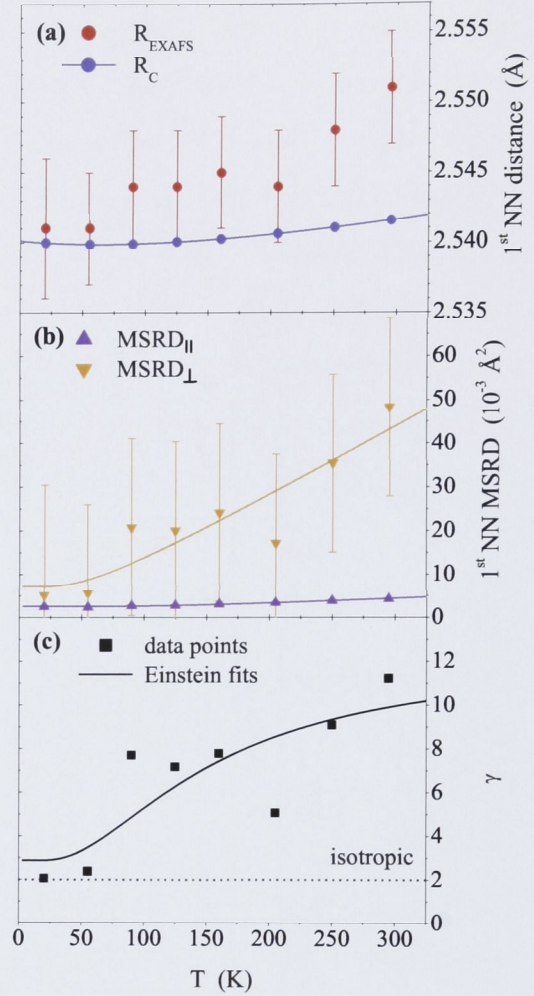 (a)
R_EXAFS
R_C
2.555
2.550
2.545
2.540
2.535
1st NN distance (Å)
(b)
MSRD||
MSRD⊥
60
50
40
30
20
10
0
1st NN MSRD (10-3 Å2)
(c)
data points
Einstein fits
isotropic
12
10
8
6
4
2
0
γ
0 50 100 150 200 250 300
T (K)